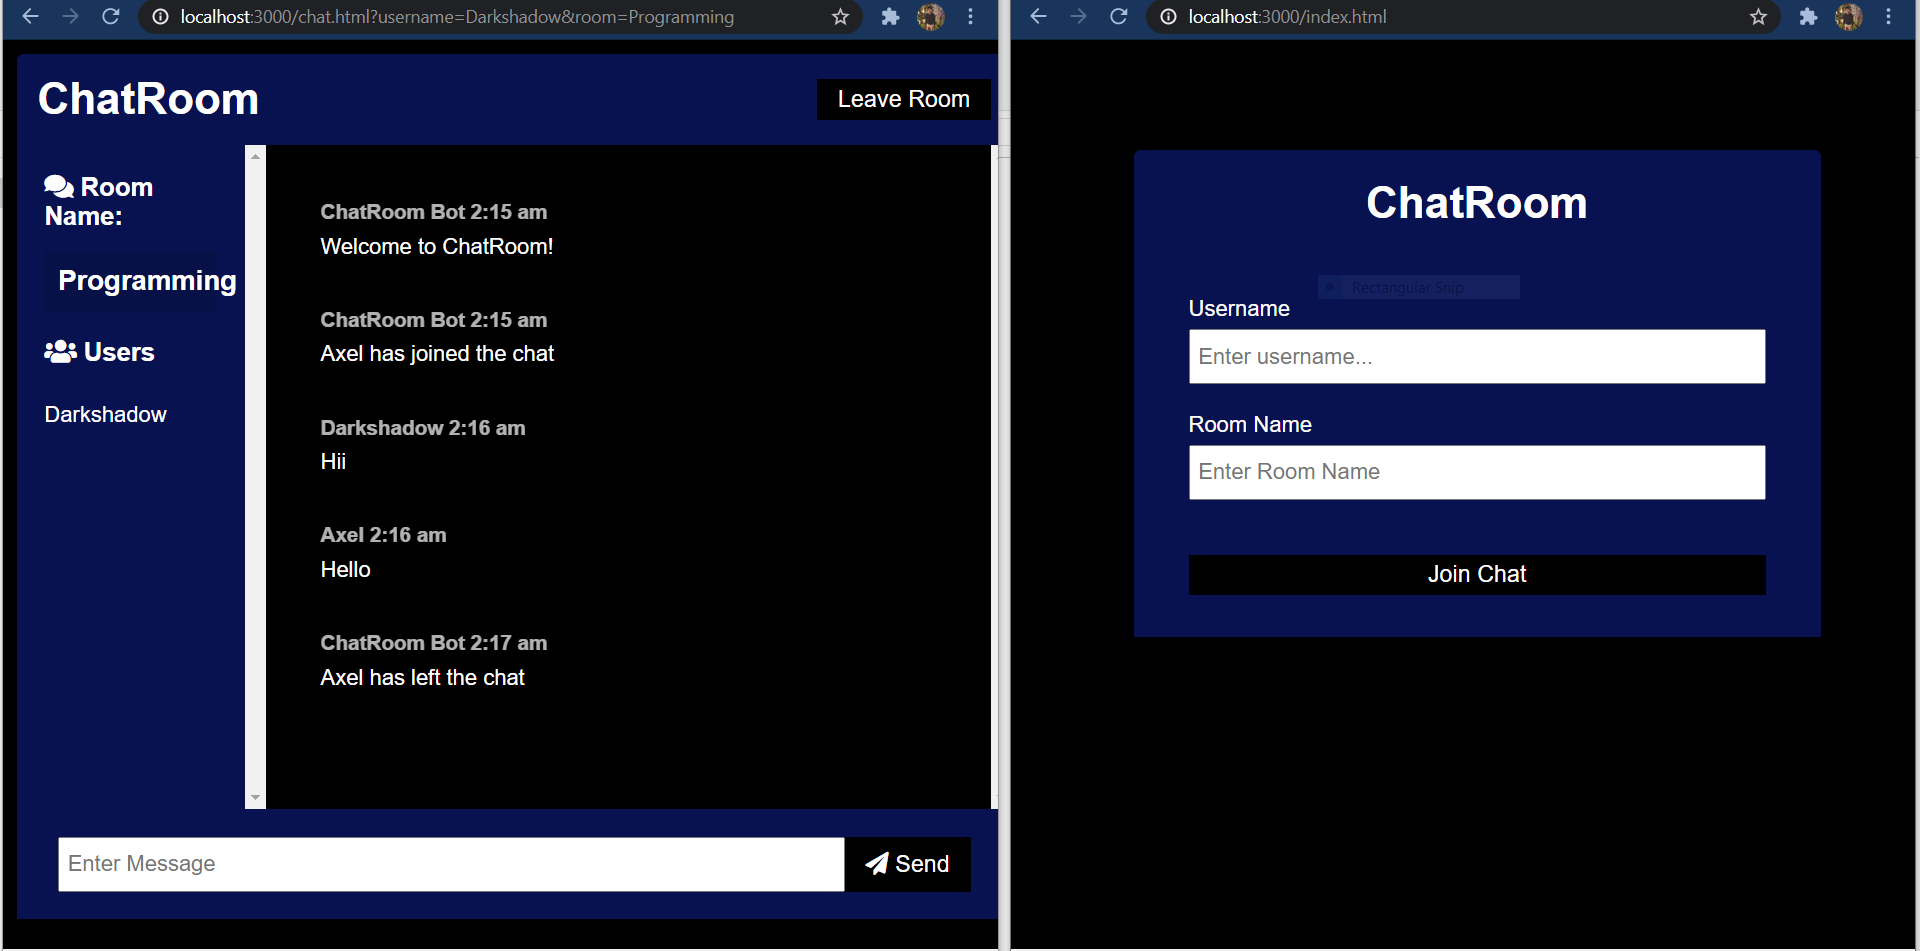 localhost:3000/chat.html?username=Darkshadow&room=Programming
ChatRoom
Leave Room
Room
Name:
Programming
Users
Darkshadow
ChatRoom Bot 2:15 am
Welcome to ChatRoom!
ChatRoom Bot 2:15 am
Axel has joined the chat
Darkshadow 2:16 am
Hii
Axel 2:16 am
Hello
ChatRoom Bot 2:17 am
Axel has left the chat
Enter Message
Send
localhost:3000/index.html
ChatRoom
Rectangular Snip
Username
Enter username...
Room Name
Enter Room Name
Join Chat